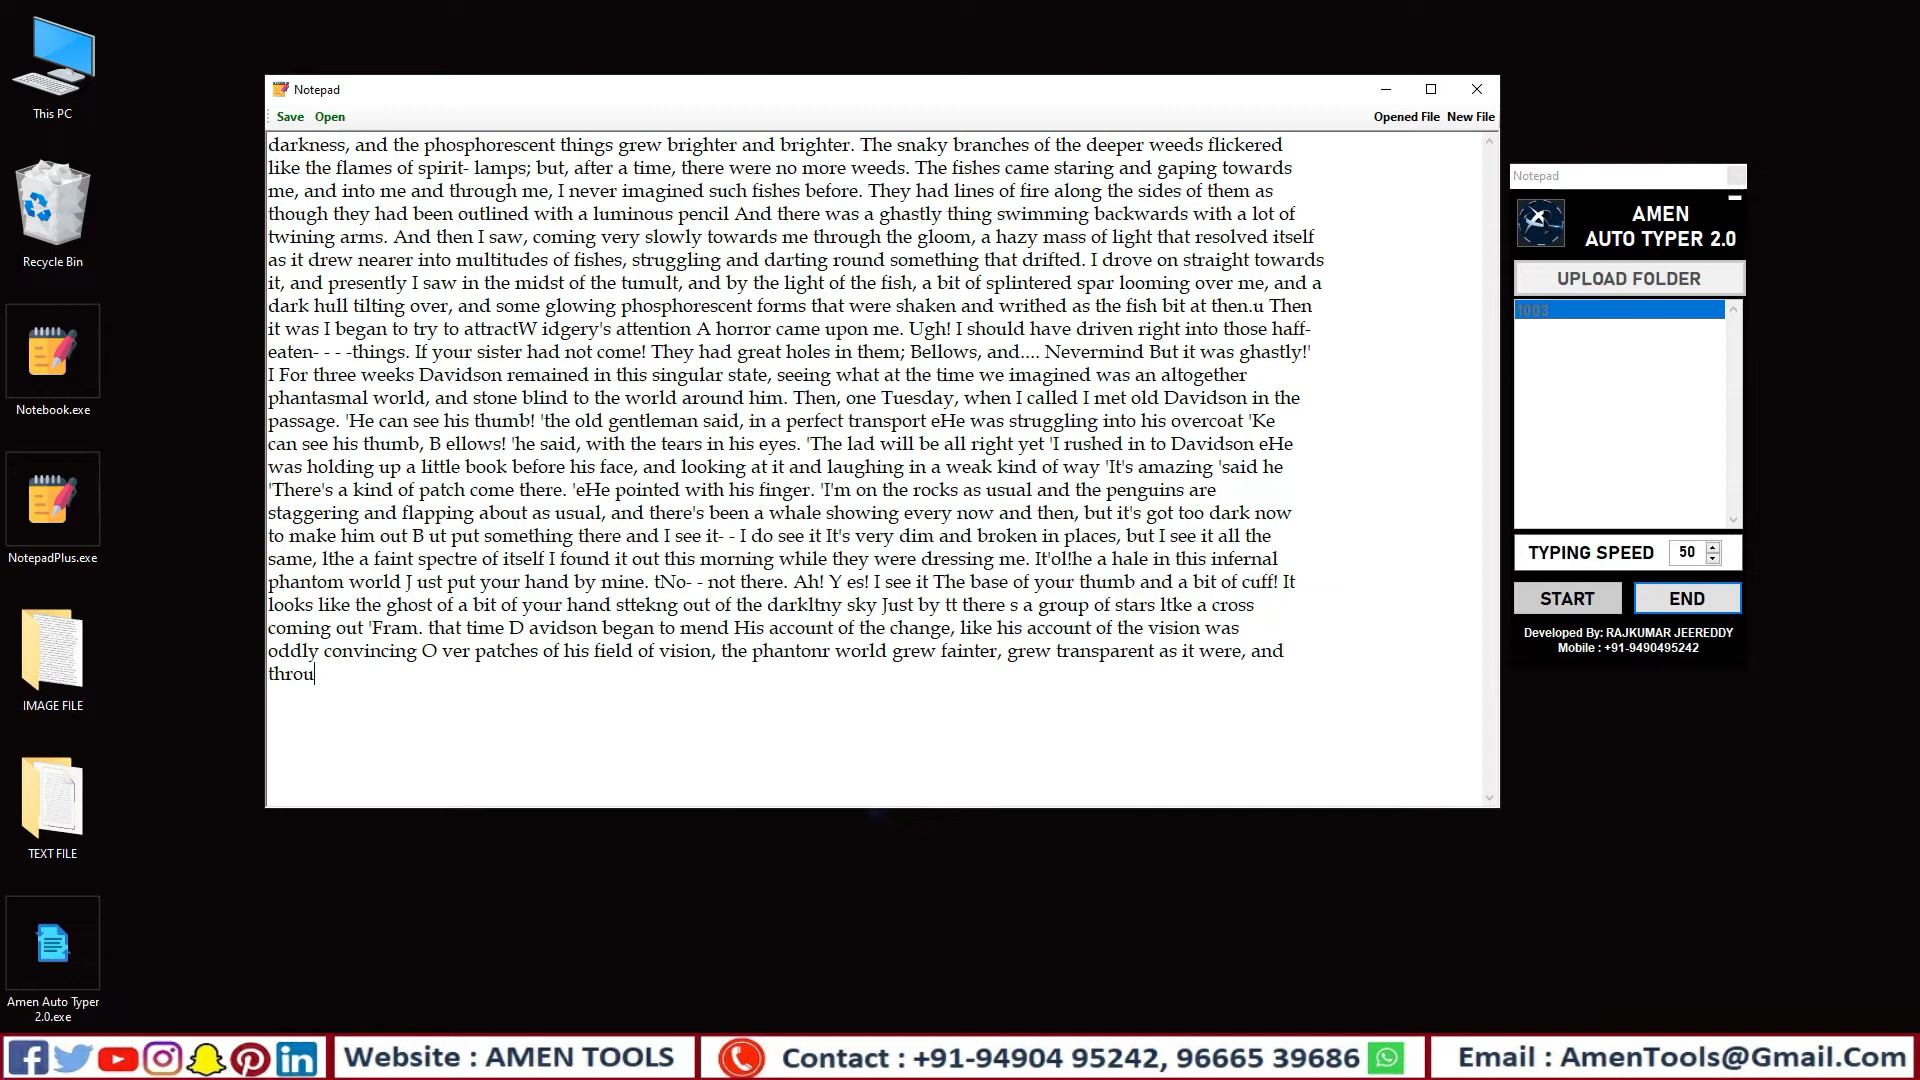 This PC
Recycle Bin
Notebook.exe
NotepadPlus.exe
IMAGE FILE
TEXT FILE
Amen Auto Typer
2.0.exe
Notepad
Save Open
Opened File New File
darkness, and the phosphorescent things grew brighter and brighter. The snaky branches of the deeper weeds flickered
like the flames of spirit- lamps; but, after a time, there were no more weeds. The fishes came staring and gaping towards
me, and into me and through me, I never imagined such fishes before. They had lines of fire along the sides of them as
though they had been outlined with a luminous pencil And there was a ghastly thing swimming backwards with a lot of
twining arms. And then I saw, coming very slowly towards me through the gloom, a hazy mass of light that resolved itself
as it drew nearer into multitudes of fishes, struggling and darting round something that drifted. I drove on straight towards
it, and presently I saw in the midst of the tumult, and by the light of the fish, a bit of splintered spar looming over me, and a
dark hull tilting over, and some glowing phosphorescent forms that were shaken and writhed as the fish bit at then.u Then
it was I began to try to attractW idgery's attention A horror came upon me. Ugh! I should have driven right into those haff-
eaten- - - -things. If your sister had not come! They had great holes in them; Bellows, and.... Nevermind But it was ghastly!'
I For three weeks Davidson remained in this singular state, seeing what at the time we imagined was an altogether
phantasmal world, and stone blind to the world around him. Then, one Tuesday, when I called I met old Davidson in the
passage. 'He can see his thumb! 'the old gentleman said, in a perfect transport eHe was struggling into his overcoat 'Ke
can see his thumb, B ellows! 'he said, with the tears in his eyes. 'The lad will be all right yet 'I rushed in to Davidson eHe
was holding up a little book before his face, and looking at it and laughing in a weak kind of way 'It's amazing 'said he
'There's a kind of patch come there. 'eHe pointed with his finger. 'I'm on the rocks as usual and the penguins are
staggering and flapping about as usual, and there's been a whale showing every now and then, but it's got too dark now
to make him out B ut put something there and I see it- - I do see it It's very dim and broken in places, but I see it all the
same, lthe a faint spectre of itself I found it out this morning while they were dressing me. It'ol!he a hale in this infernal
phantom world J ust put your hand by mine. tNo- - not there. Ah! Y es! I see it The base of your thumb and a bit of cuff! It
looks like the ghost of a bit of your hand sttekng out of the darkltny sky Just by tt there s a group of stars ltke a cross
coming out 'Fram. that time D avidson began to mend His account of the change, like his account of the vision was
oddly convincing O ver patches of his field of vision, the phantonr world grew fainter, grew transparent as it were, and
throu
Notepad
AMEN
AUTO TYPER 2.0
UPLOAD FOLDER
1003
TYPING SPEED 50
START END
Developed By: RAJKUMAR JEEREDDY
Mobile : +91-9490495242
Website : AMEN TOOLS
Contact : +91-94904 95242, 96665 39686
Email : AmenTools@Gmail.Com